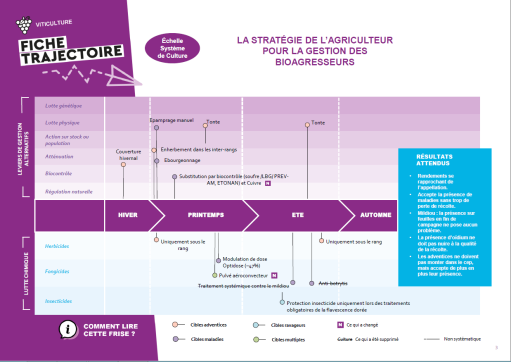 VITICULTURE
FICHE
TRAJECTOIRE
Échelle
Système
de Culture
LA STRATÉGIE DE L'AGRICULTEUR
POUR LA GESTION DES
BIOAGRESSEURS
LEVIERS DE GESTION
ALTERNATIFS
Lutte génétique
Lutte physique
Action sur stock ou
population
Atténuation
Biocontrôle
Régulation naturelle
Epamprage manuel
Tonte
Tonte
Couverture
hivernal
Enherbement dans les inter-rangs
Ebourgeonnage
Substitution par biocontrôle (soufre,(LBG) PREV-
AM, ETONAN) et Cuivre N
HIVER
PRINTEMPS
ETE
AUTOMNE
LUTTE CHIMIQUE
Herbicides
Fongicides
Insecticides
Uniquement sous le
rang
Uniquement sous le rang
Modulation de dose
Optidose (-47%)
Pulvé aéroconvecteur N
Traitement systémique contre le mildiou
Anti-botrytis
Protection insecticide uniquement lors des traitements
obligatoires de la flavescence dorée
RÉSULTATS
ATTENDUS
• Rendements se
rapprochant de
l'appellation.
• Accepte la présence de
maladies sans trop de
perte de récolte.
• Mildiou : la présence sur
feuilles en fin de
campagne ne pose aucun
problème.
• La présence d'oïdium ne
doit pas nuire à la qualité
de la récolte.
• Les adventices ne doivent
pas monter dans le cep,
mais accepte de plus en
plus leur présence.
i
COMMENT LIRE
CETTE FRISE ?
Cibles adventices
Cibles ravageurs
N Ce qui a changé
Cibles maladies
Cibles multiples
Culture Ce qui a été supprimé
Non systématique